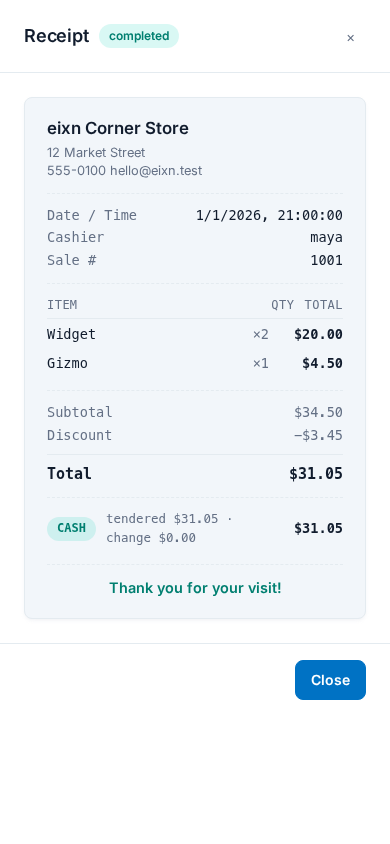 Receipt completed ×
eixn Corner Store
12 Market Street
555-0100 hello@eixn.test
Date / Time 1/1/2026, 21:00:00
Cashier maya
Sale # 1001
ITEM QTY TOTAL
Widget ×2 $20.00
Gizmo ×1 $4.50
Subtotal $34.50
Discount −$3.45
Total $31.05
CASH tendered $31.05 · $31.05
change $0.00
Thank you for your visit!
Close